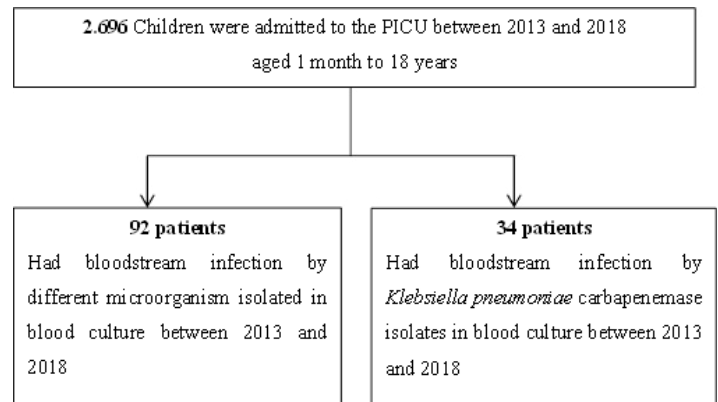 2.696 Children were admitted to the PICU between 2013 and 2018
aged 1 month to 18 years
92 patients
Had bloodstream infection by
different microorganism isolated in
blood culture between 2013 and
2018
34 patients
Had bloodstream infection by
Klebsiella pneumoniae carbapenemase
isolates in blood culture between 2013
and 2018